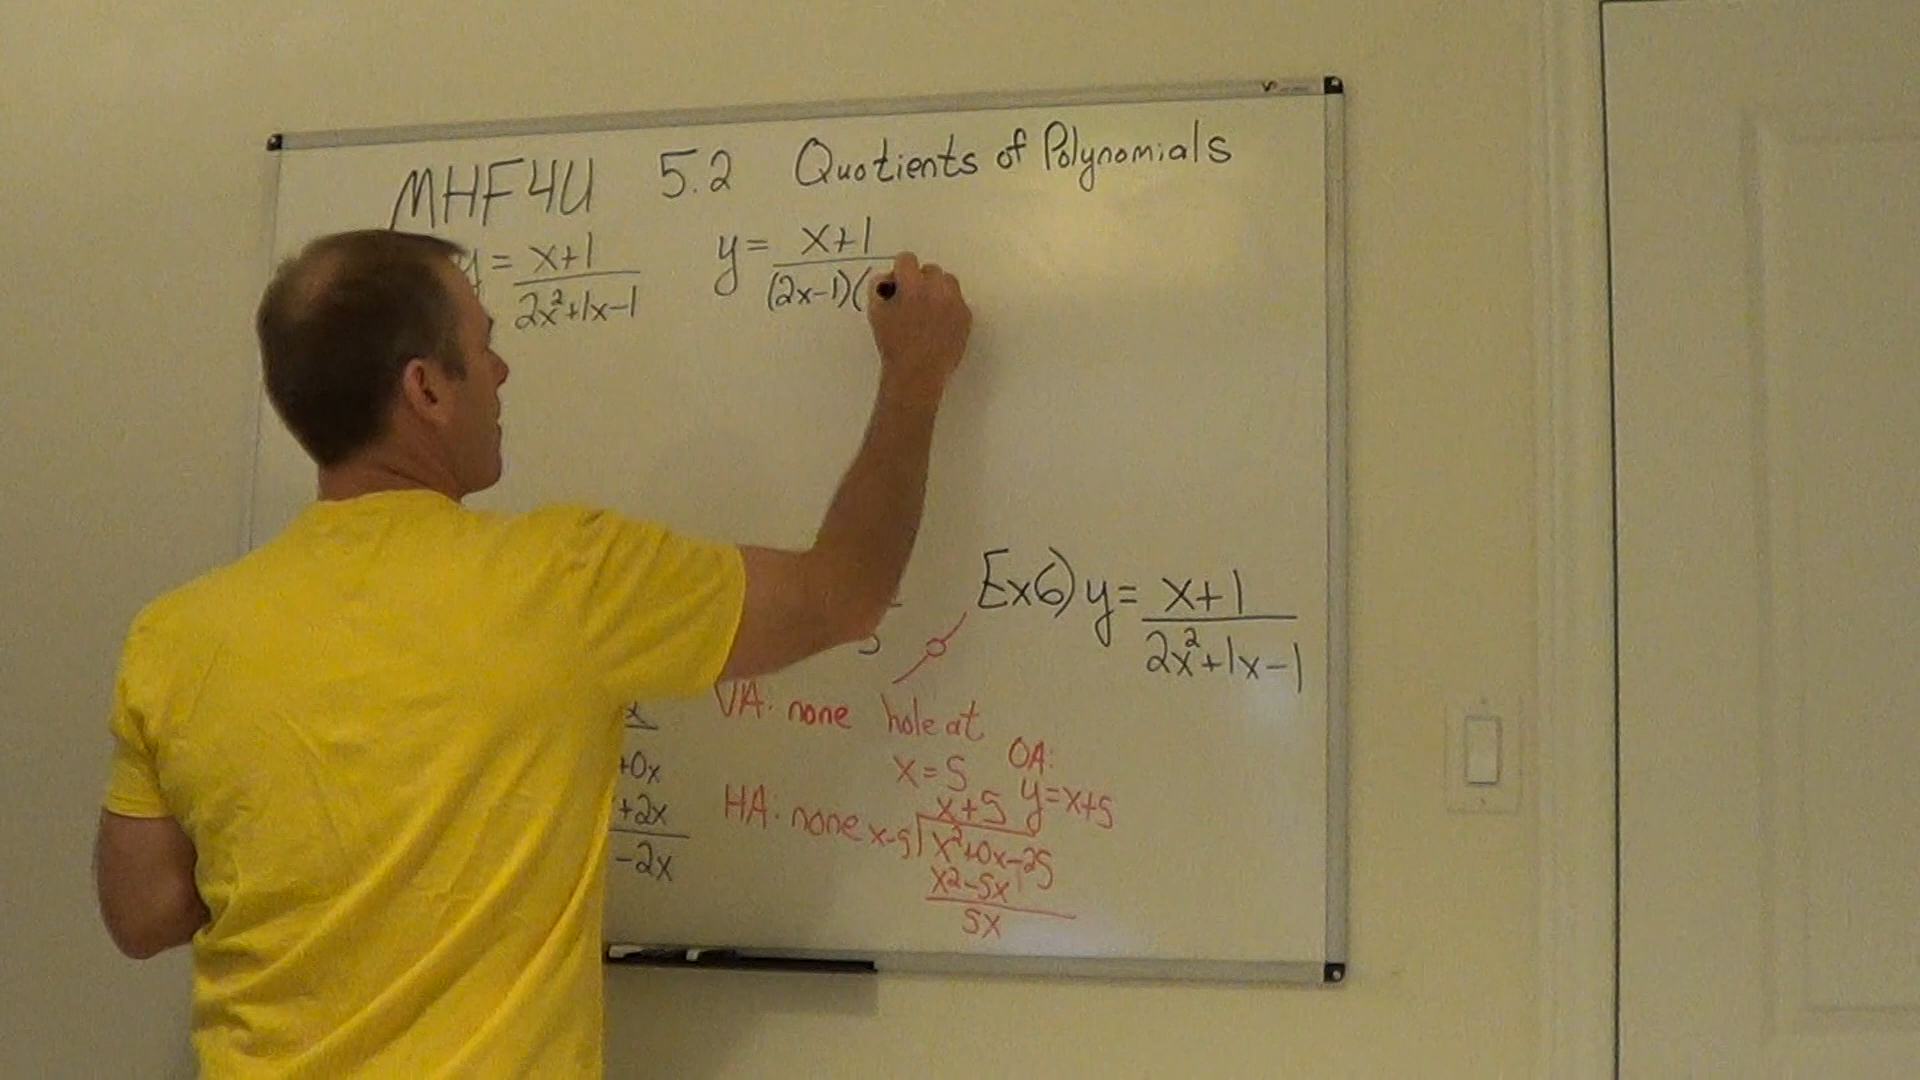 MHF4U 5.2 Quotients of Polynomials
y = x+1 / 2x²+1x-1
y = x+1 / (2x-1)(
Ex6) y = x+1 / 2x²+1x-1
VA: none hole at
x=5
OA:
y=x+5
HA: none
x+5
x-5 x²+0x-25
x2-5x
5x
x
+0x
+2x
-2x